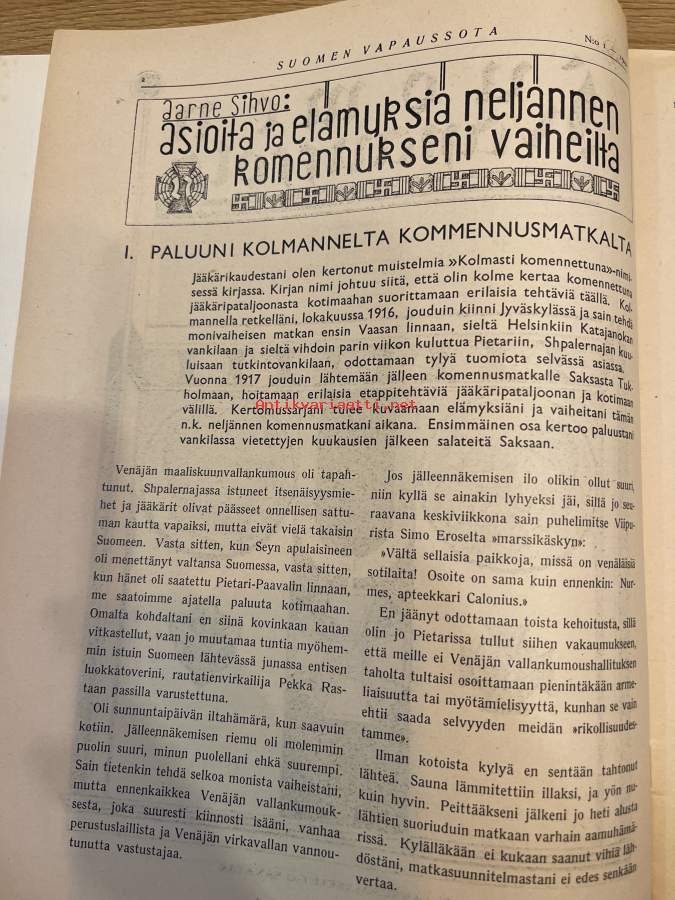 SUOMEN VAPAUSSOTA
N:o 1
2
aarne Sihvo:
asioita ja elämyksiä neljännen
komennukseni vaiheilta
I. PALUUNI KOLMANNELTA KOMMENNUSMATKALTA
Jääkärikaudestani olen kertonut muistelmia »Kolmasti komennettuna»-nimi-
sessä kirjassa. Kirjan nimi johtuu siitä, että olin kolme kertaa komennettuna
jääkäripataljoonasta kotimaahan suorittamaan erilaisia tehtäviä täällä. Kol-
mannella retkelläni, lokakuussa 1916, jouduin kiinni Jyväskylässä ja sain tehdä
monivaiheisen matkan ensin Vaasan linnaan, sieltä Helsinkiin Katajanokan
vankilaan ja sieltä vihdoin parin viikon kuluttua Pietariin, Shpalernajan kuu-
luisaan tutkintovankilaan, odottamaan tylyä tuomiota selvässä asiassa.
Vuonna 1917 jouduin lähtemään jälleen komennusmatkalle Saksasta Tuk-
holmaan, hoitamaan erilaisia etappitehtäviä jääkäripataljoonan ja kotimaan
välillä. Kertomussarjani tulee kuvaamaan elämyksiäni ja vaiheitani tämän
Antikvariaatti.net
n.k. neljännen komennusmatkani aikana. Ensimmäinen osa kertoo paluustani
vankilassa vietettyjen kuukausien jälkeen salateitä Saksaan.
Venäjän maaliskuunvallankumous oli tapah-
tunut. Shpalernajassa istuneet itsenäisyysmie-
het ja jääkärit olivat päässeet onnellisen sattu-
man kautta vapaiksi, mutta eivät vielä takaisin
Suomeen. Vasta sitten, kun Seyn apulaisineen
oli menettänyt valtansa Suomessa, vasta sitten,
kun hänet oli saatettu Pietari-Paavalin linnaan,
me saatoimme ajatella paluuta kotimaahan.
Omalta kohdaltani en siinä kovinkaan kauan
vitkastellut, vaan jo muutamaa tuntia myöhem-
min istuin Suomeen lähtevässä junassa entisen
luokkatoverini, rautatienvirkailija Pekka Ras-
taan passilla varustettuna.
Oli sunnuntaipäivän iltahämärä, kun saavuin
kotiin. Jälleennäkemisen riemu oli molemmin
puolin suuri, minun puolellani ehkä suurempi.
Sain tietenkin tehdä selkoa monista vaiheistani,
mutta ennenkaikkea Venäjän vallankumouk-
sesta, joka suuresti kiinnosti isääni, vanhaa
perustuslaillista ja Venäjän virkavallan vannou-
tunutta vastustajaa.
Jos jälleennäkemisen ilo olikin ollut suuri,
niin kyllä se ainakin lyhyeksi jäi, sillä jo seu-
raavana keskiviikkona sain puhelimitse Viipu-
rista Simo Eroselta »marssikäskyn»:
»Vältä sellaisia paikkoja, missä on venäläisiä
sotilaita! Osoite on sama kuin ennenkin: Nur-
mes, apteekkari Calonius.»
En jäänyt odottamaan toista kehoitusta, sillä
olin jo Pietarissa tullut siihen vakaumukseen,
että meille ei Venäjän vallankumoushallituksen
taholta tultaisi osoittamaan pienintäkään arme-
liaisuutta tai myötämielisyyttä, kunhan se vain
ehtii saada selvyyden meidän »rikollisuudes-
tamme».
Ilman kotoista kylyä en sentään tahtonut
lähteä. Sauna lämmitettiin illaksi, ja yön nu-
kuin hyvin. Peittääkseni jälkeni jo heti alusta
lähtien suoriuduin matkaan varhain aamuhämä-
rissä. Kylälläkään ei kukaan saanut vihiä läh-
döstäni, matkasuunnitelmastani ei edes senkään
vertaa.